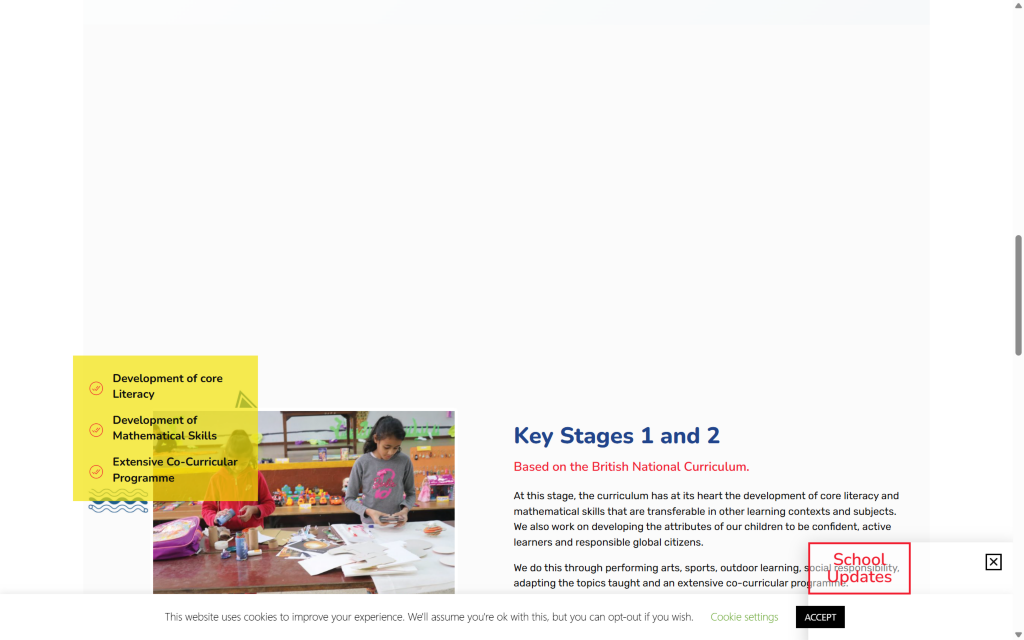 Development of core
Literacy
Development of
Mathematical Skills
Extensive Co-Curricular
Programme
Key Stages 1 and 2
Based on the British National Curriculum.
At this stage, the curriculum has at its heart the development of core literacy and
mathematical skills that are transferable in other learning contexts and subjects.
We also work on developing the attributes of our children to be confident, active
learners and responsible global citizens.
We do this through performing arts, sports, outdoor learning, social responsibility,
adapting the topics taught and an extensive co-curricular programme.
School
Updates
This website uses cookies to improve your experience. We'll assume you're ok with this, but you can opt-out if you wish.
Cookie settings
ACCEPT